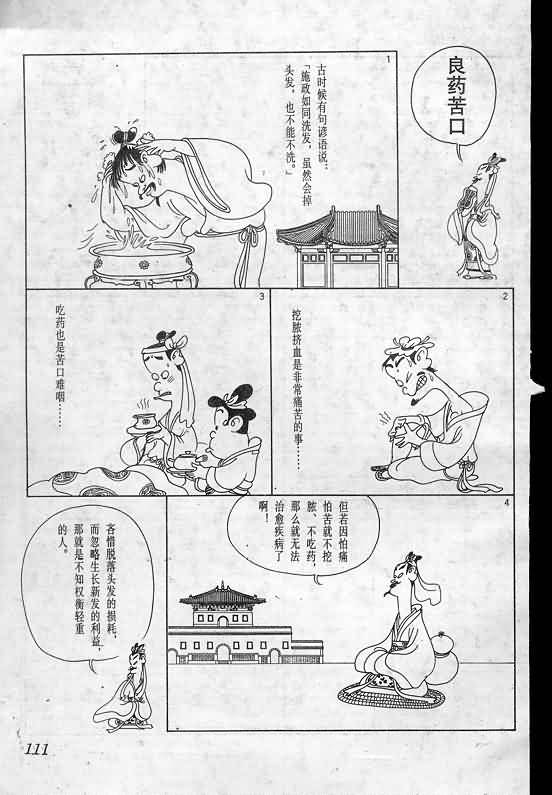 良药苦口
1
古时候有句谚语说：
「施政如同洗发，虽然会掉
头发，也不能不洗。」
2
挖脓挤血是非常痛苦的事……
3
吃药也是苦口难咽……
4
但若因怕痛
怕苦就不挖
脓、不吃药，
那么就无法
治愈疾病了
啊！
吝惜脱落头发的损耗，
而忽略生长新发的利益，
那就是不知权衡轻重
的人。
111